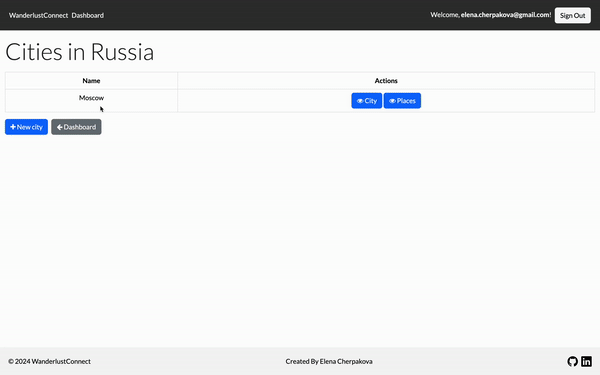 WanderlustConnect Dashboard
Welcome, elena.cherpakova@gmail.com! Sign Out
Cities in Russia
Name Actions
Moscow City Places
New city Dashboard
© 2024 WanderlustConnect Created By Elena Cherpakova